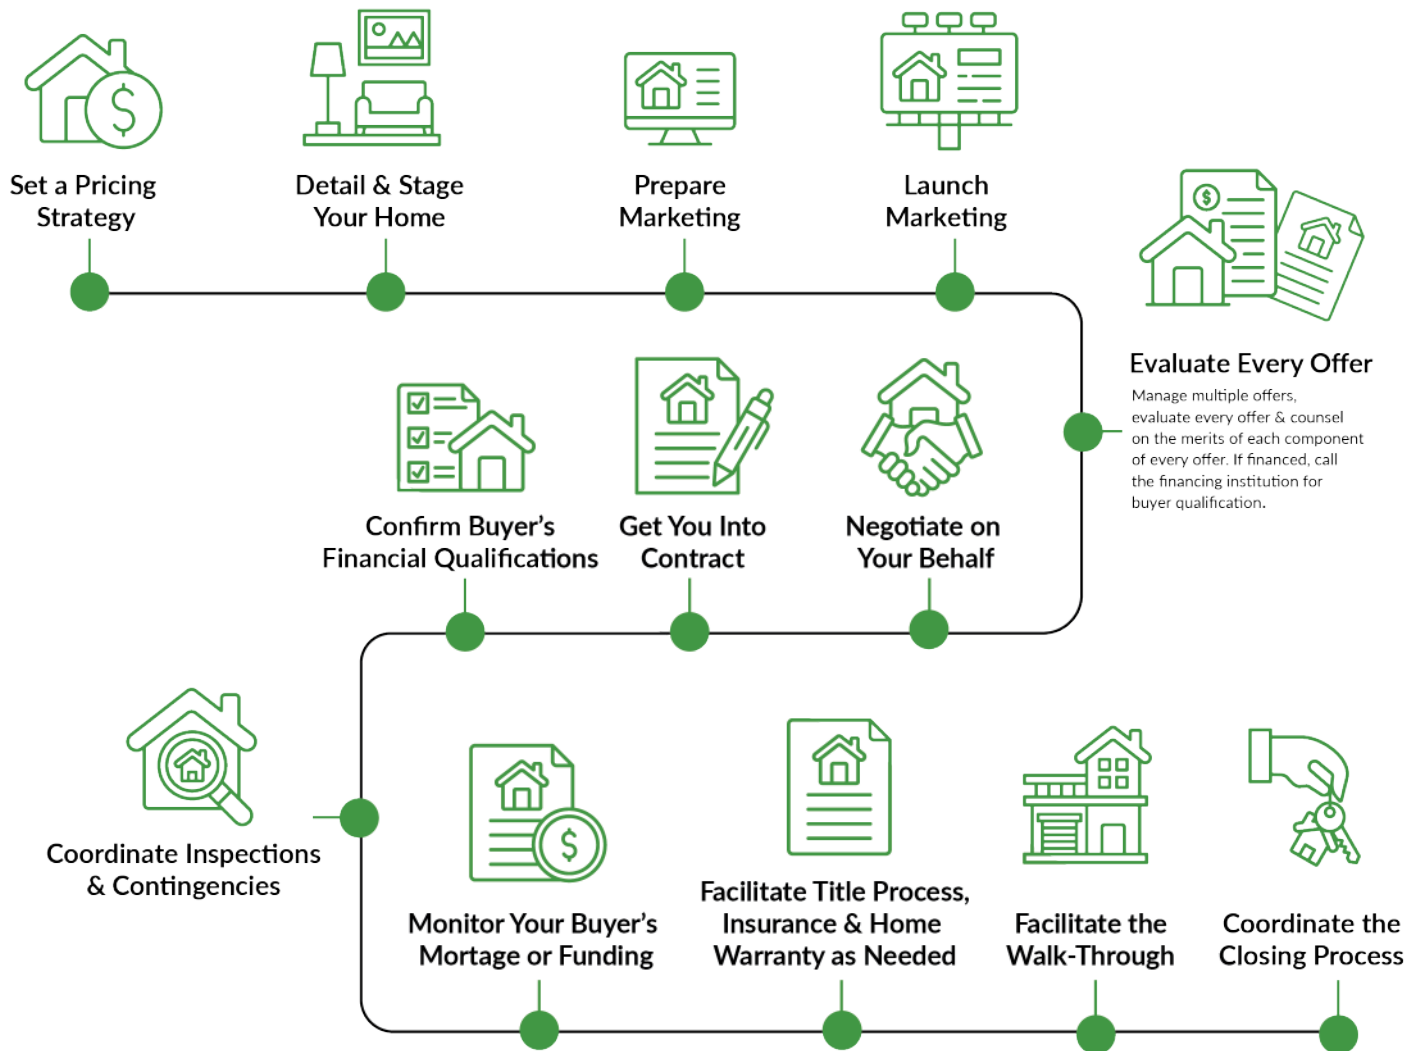 Set a Pricing
Strategy
Detail & Stage
Your Home
Prepare
Marketing
Launch
Marketing
Evaluate Every Offer
Manage multiple offers,
evaluate every offer & counsel
on the merits of each component
of every offer. If financed, call
the financing institution for
buyer qualification.
Negotiate on
Your Behalf
Get You Into
Contract
Confirm Buyer’s
Financial Qualifications
Coordinate Inspections
& Contingencies
Monitor Your Buyer’s
Mortage or Funding
Facilitate Title Process,
Insurance & Home
Warranty as Needed
Facilitate the
Walk-Through
Coordinate the
Closing Process